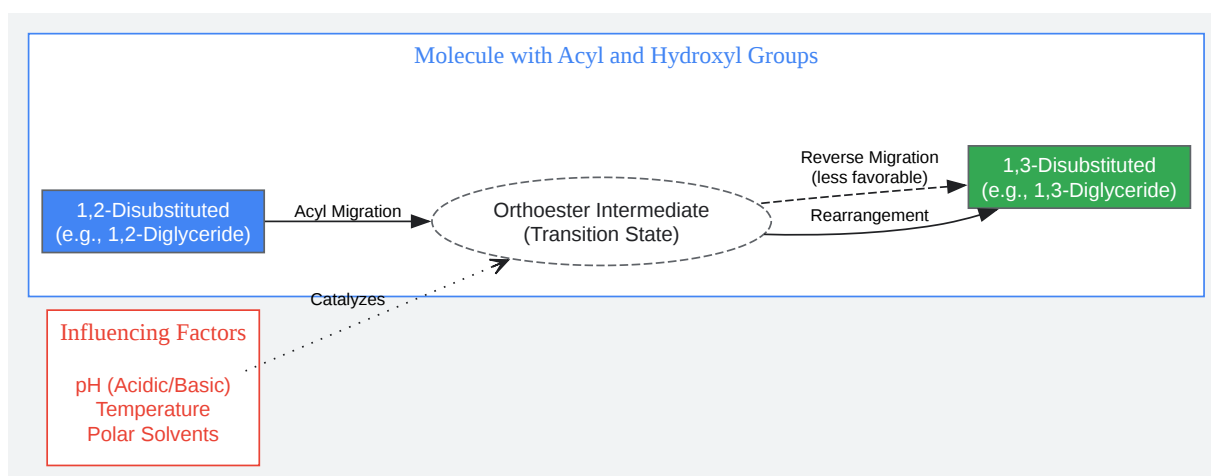 Molecule with Acyl and Hydroxyl Groups
1,2-Disubstituted
(e.g., 1,2-Diglyceride)
Acyl Migration
Orthoester Intermediate
(Transition State)
Reverse Migration
(less favorable)
Rearrangement
1,3-Disubstituted
(e.g., 1,3-Diglyceride)
Catalyzes
Influencing Factors
pH (Acidic/Basic)
Temperature
Polar Solvents